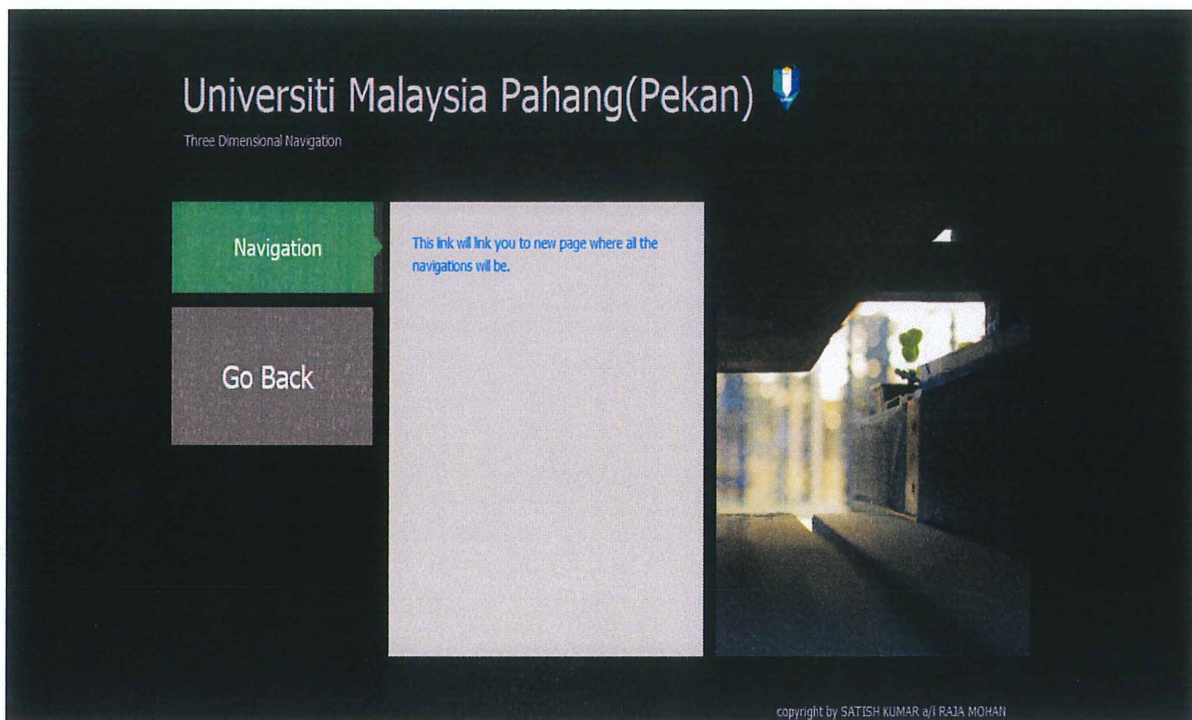 Universiti Malaysia Pahang(Pekan)
Three Dimensional Navigation
Navigation
This link will link you to new page where all the
navigations will be.
Go Back
copyright by SATISH KUMAR a/l RAJA MOHAN